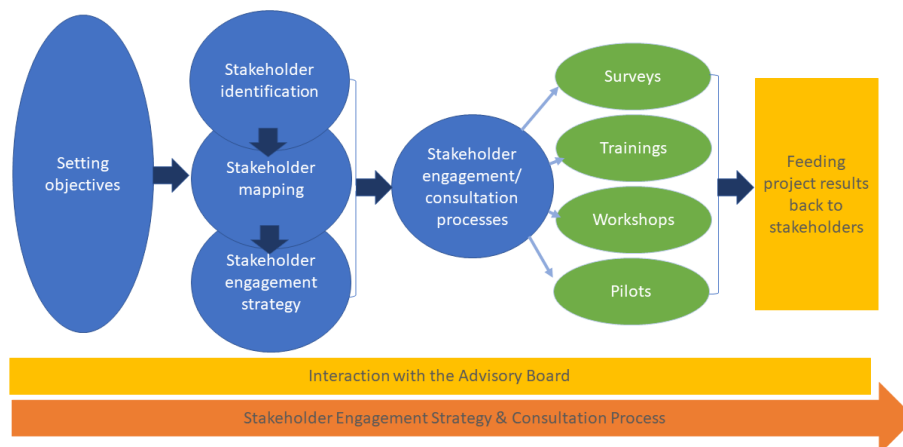 Setting
objectives
Stakeholder
identification
Stakeholder
mapping
Stakeholder
engagement
strategy
Stakeholder
engagement/
consultation
processes
Surveys
Trainings
Workshops
Pilots
Feeding
project results
back to
stakeholders
Interaction with the Advisory Board
Stakeholder Engagement Strategy & Consultation Process